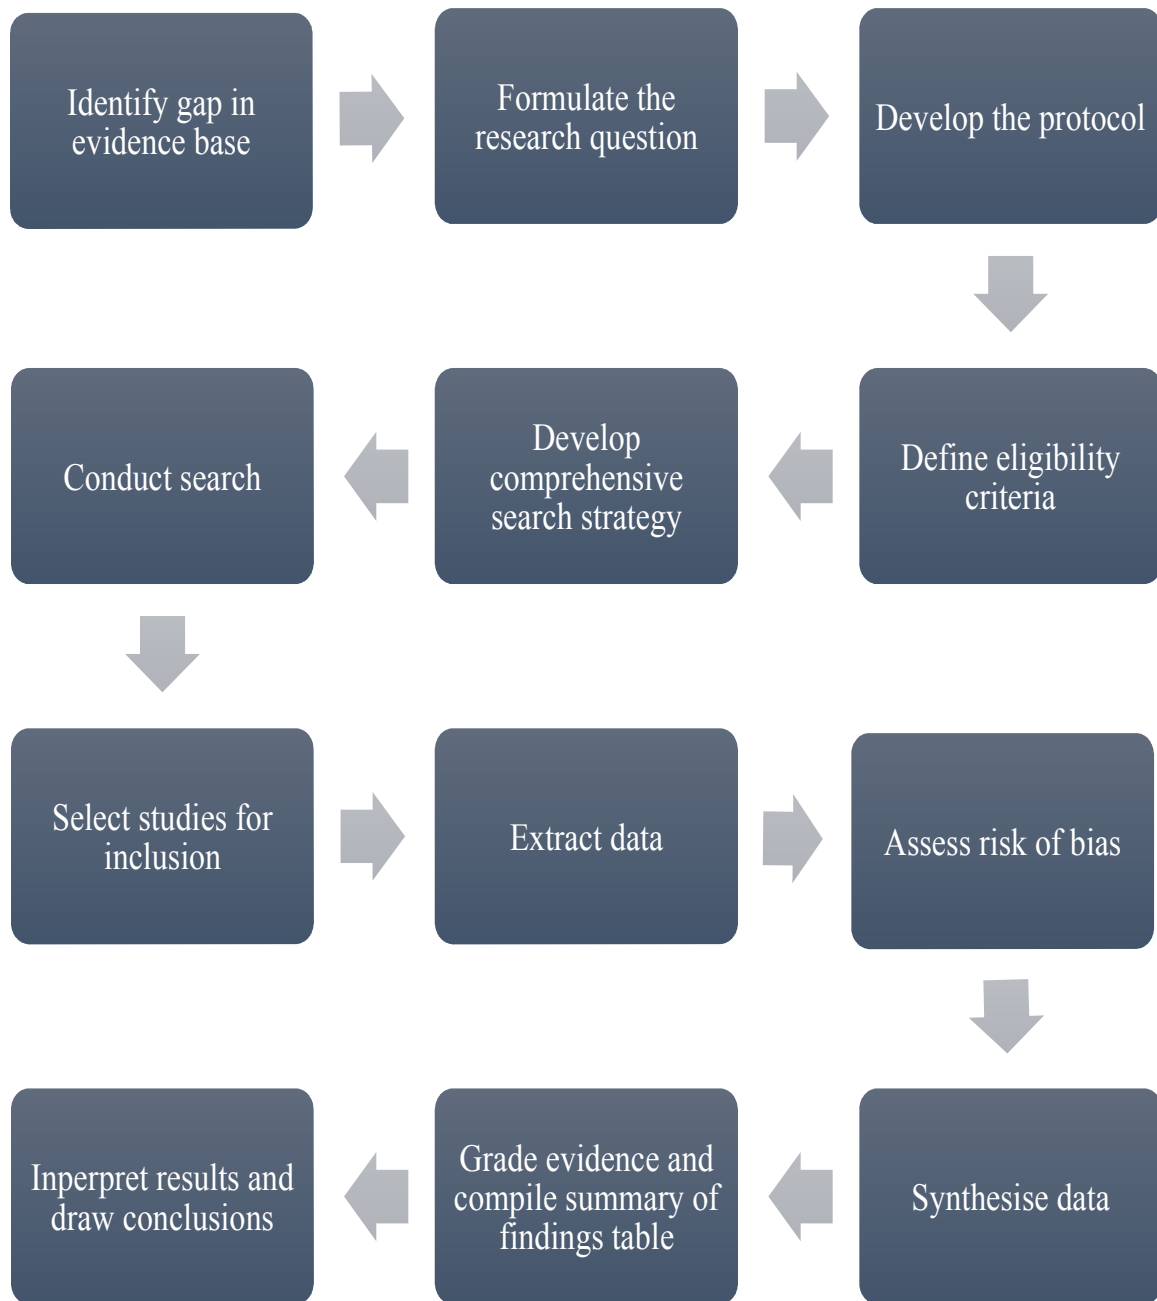 Identify gap in
evidence base
Formulate the
research question
Develop the protocol
Define eligibility
criteria
Develop
comprehensive
search strategy
Conduct search
Select studies for
inclusion
Extract data
Assess risk of bias
Synthesise data
Grade evidence and
compile summary of
findings table
Inperpret results and
draw conclusions